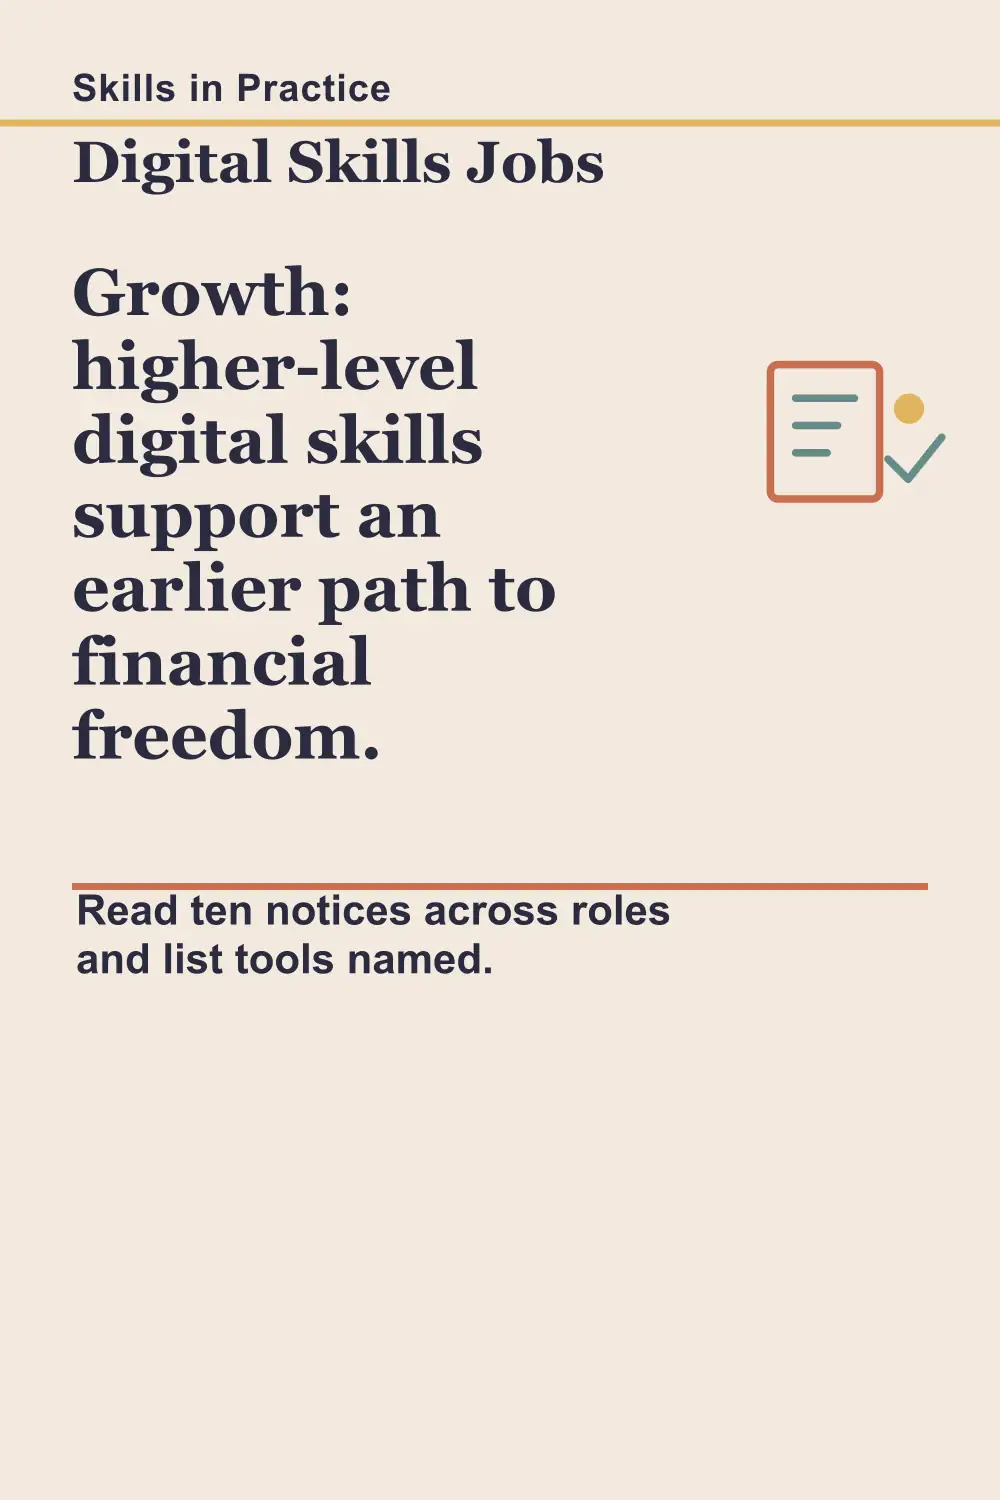 Skills in Practice
Digital Skills Jobs
Growth:
higher-level
digital skills
support an
earlier path to
financial
freedom.
Read ten notices across roles
and list tools named.